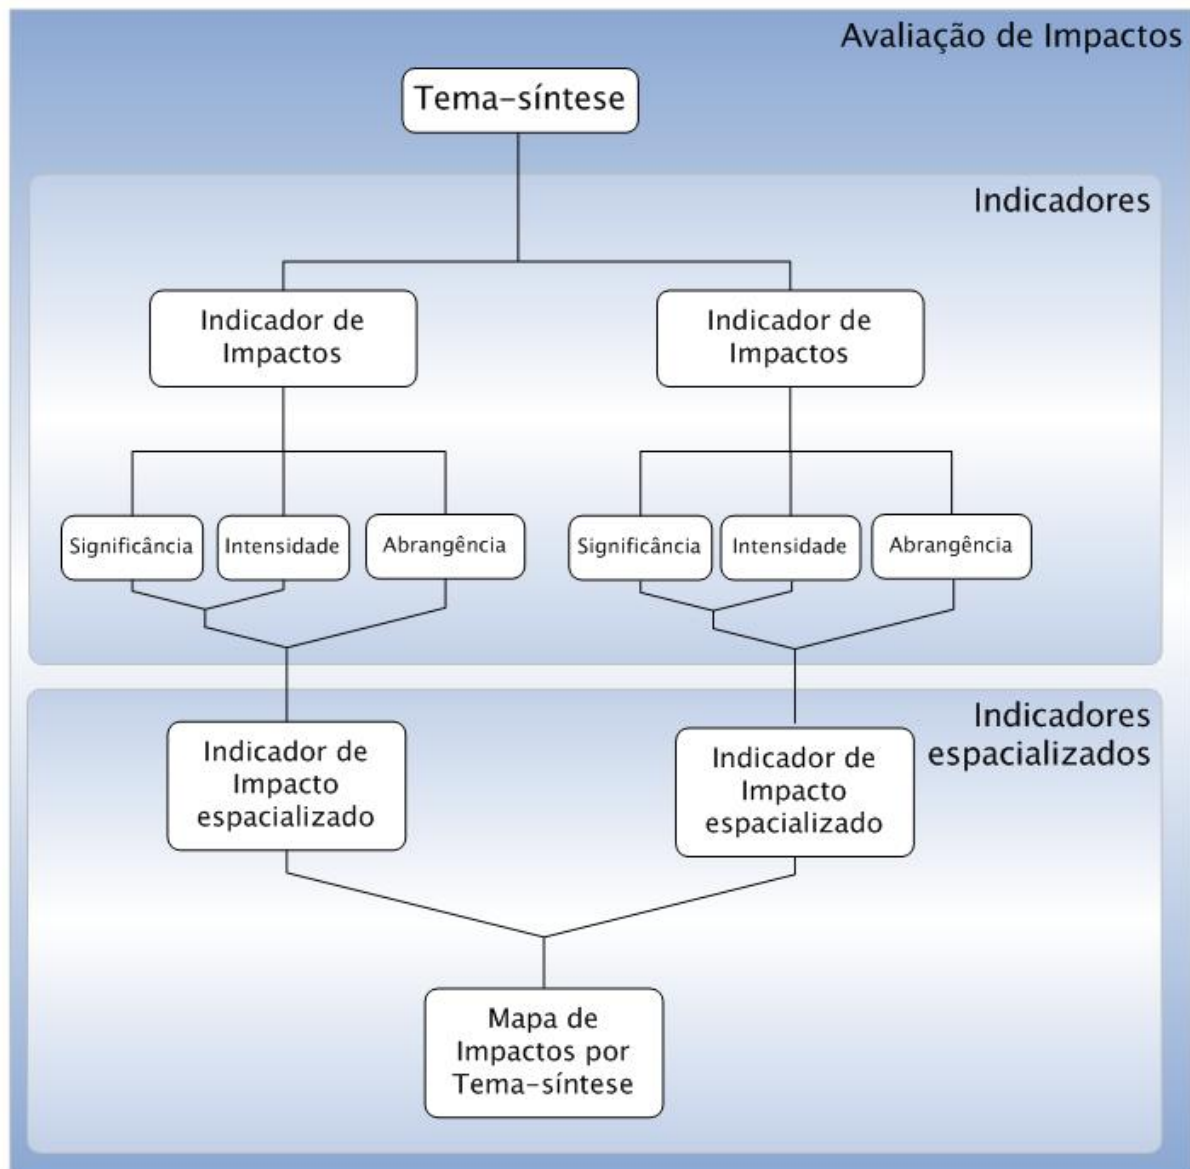 Avaliação de Impactos
Tema-síntese
Indicadores
Indicador de
Impactos
Indicador de
Impactos
Significância
Intensidade
Abrangência
Significância
Intensidade
Abrangência
Indicadores
espacializados
Indicador de
Impacto
espacializado
Indicador de
Impacto
espacializado
Mapa de
Impactos por
Tema-síntese